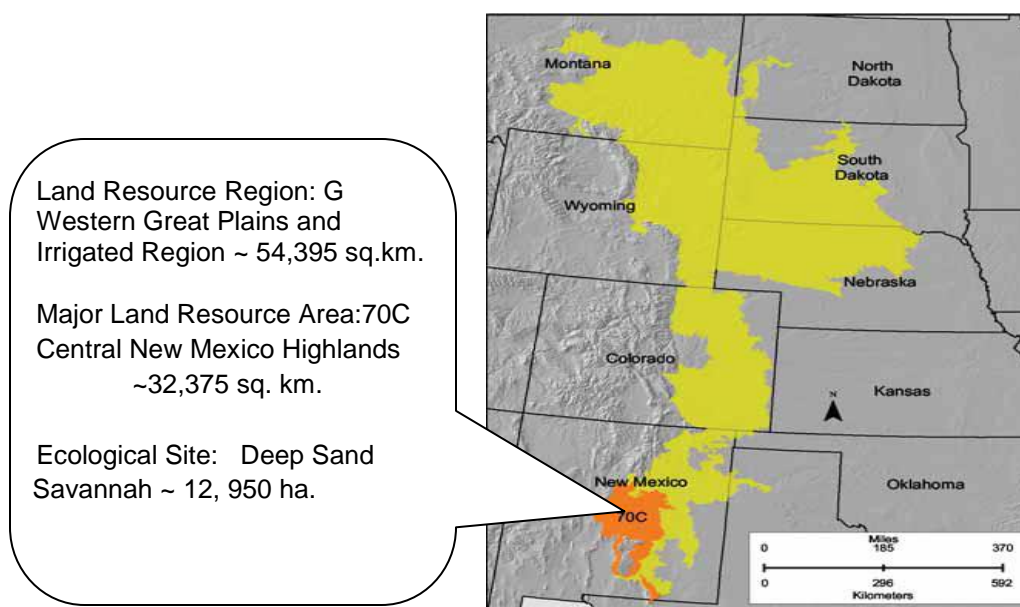 Land Resource Region: G
Western Great Plains and
Irrigated Region ~ 54,395 sq.km.
Major Land Resource Area:70C
Central New Mexico Highlands
~32,375 sq. km.
Ecological Site:   Deep Sand
Savannah ~ 12, 950 ha.
Montana
North
Dakota
South
Dakota
Wyoming
Nebraska
Colorado
Kansas
N
New Mexico
Oklahoma
70C
Miles
0 185 370
0 296 592
Kilometers